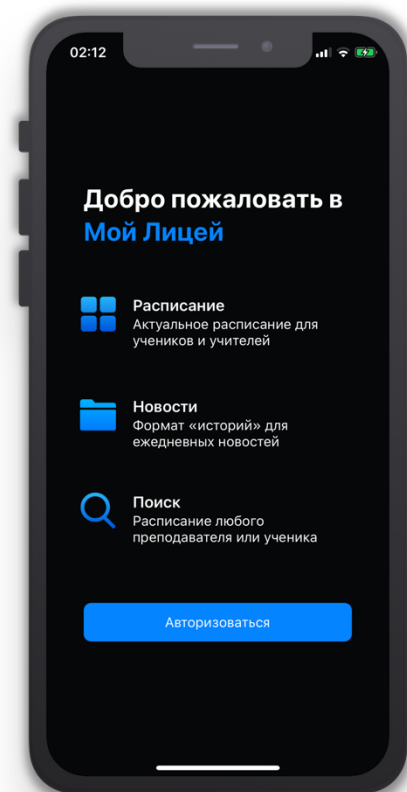 02:12
Добро пожаловать в
Мой Лицей
Расписание
Актуальное расписание для
учеников и учителей
Новости
Формат «историй» для
ежедневных новостей
Поиск
Расписание любого
преподавателя или ученика
Авторизоваться